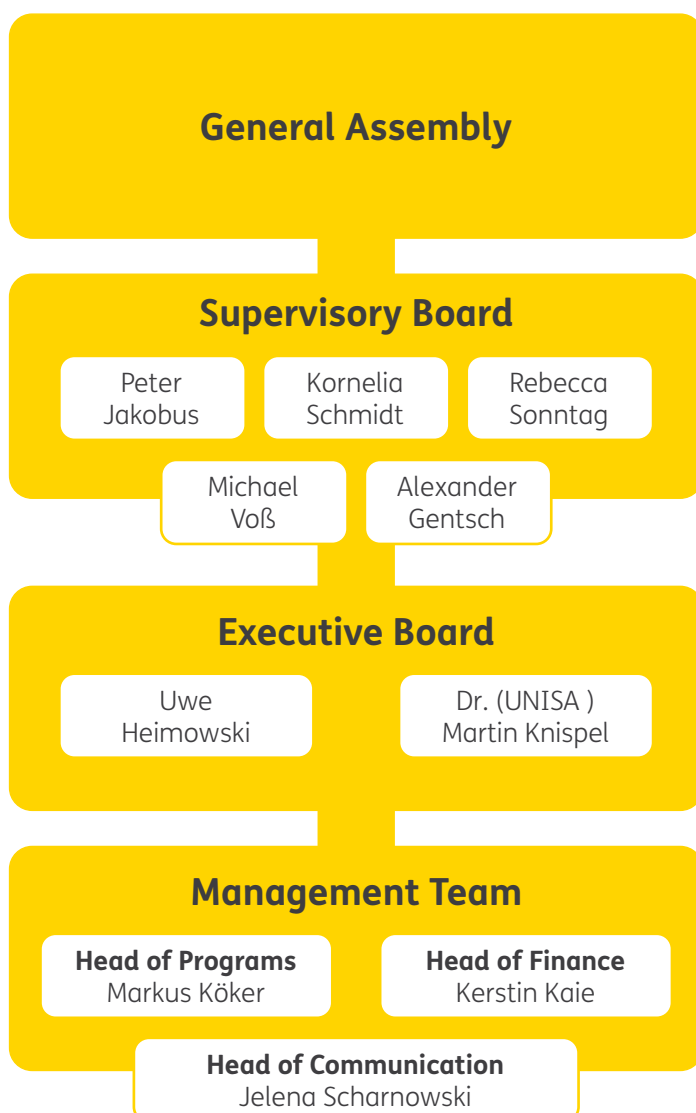 General Assembly
Supervisory Board
Peter
Jakobus
Kornelia
Schmidt
Rebecca
Sonntag
Michael
Voß
Alexander
Gentsch
Executive Board
Uwe
Heimowski
Dr. (UNISA )
Martin Knispel
Management Team
Head of Programs
Markus Köker
Head of Finance
Kerstin Kaie
Head of Communication
Jelena Scharnowski